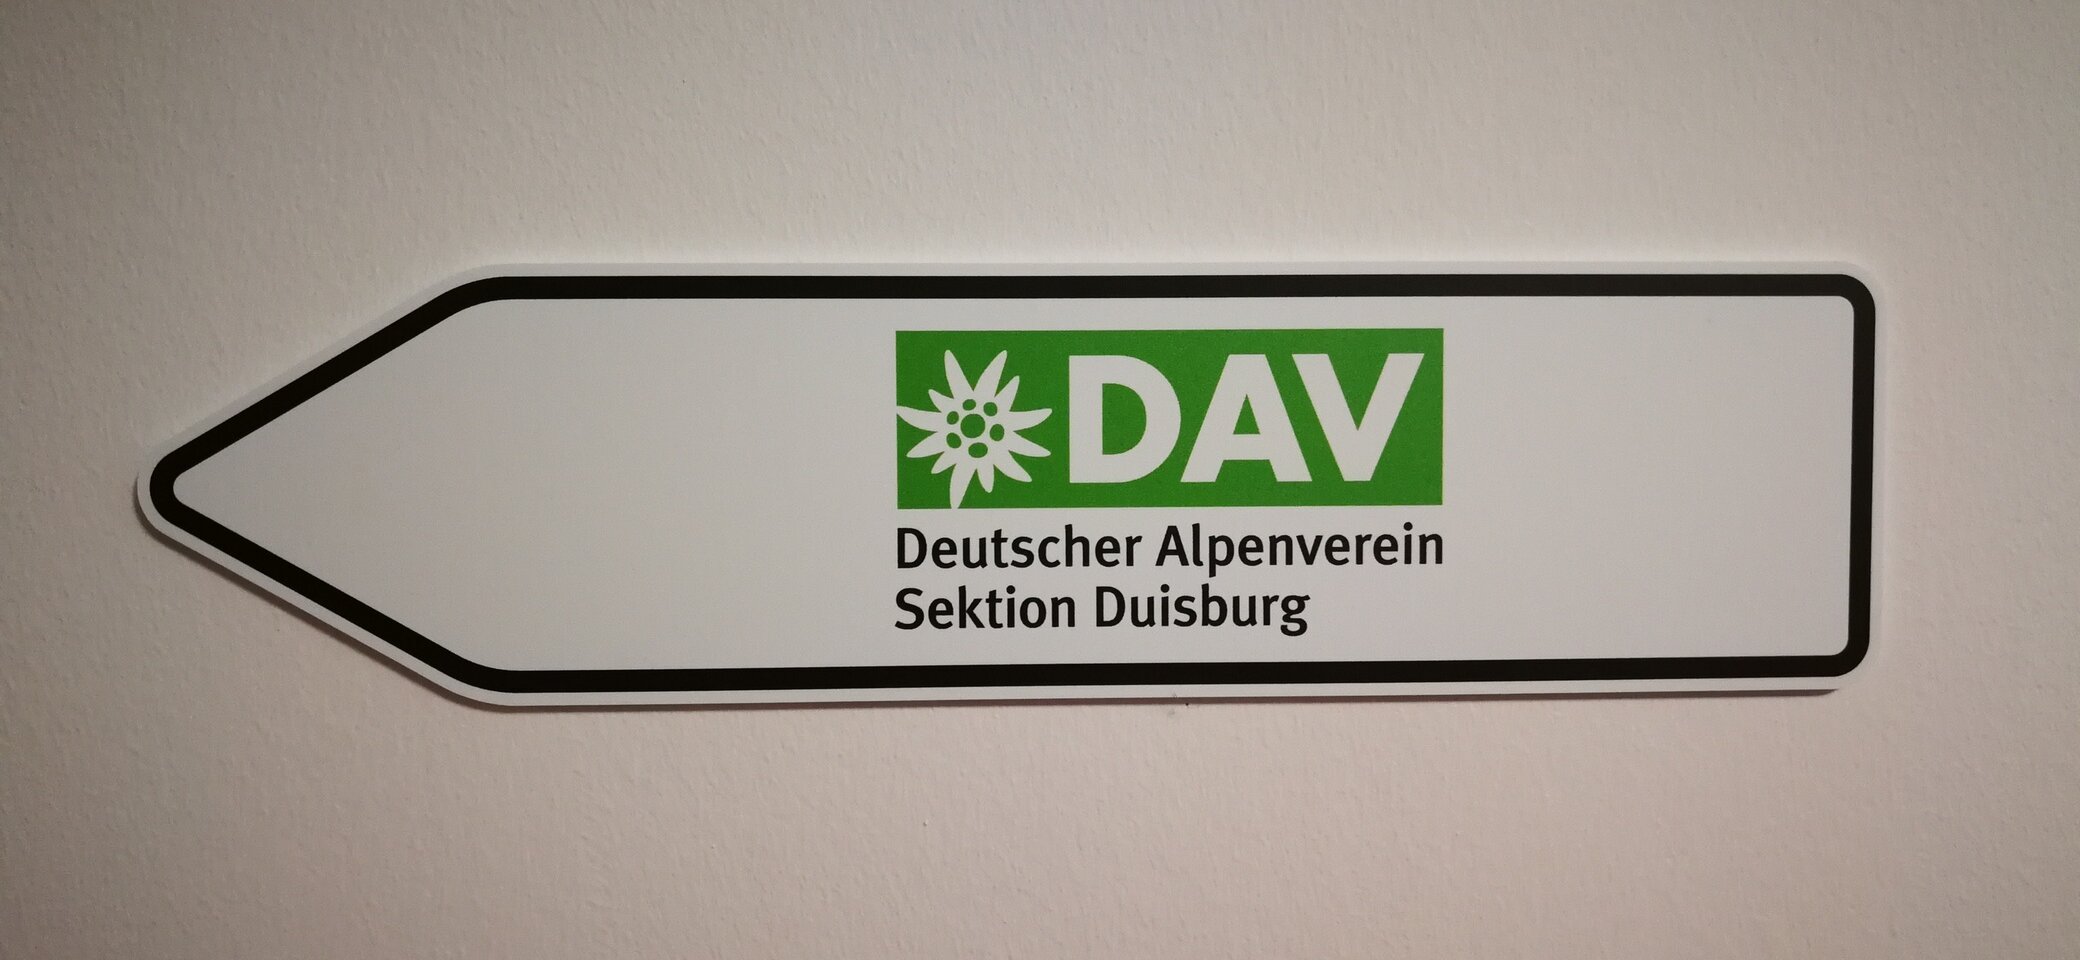 DAV
Deutscher Alpenverein
Sektion Duisburg